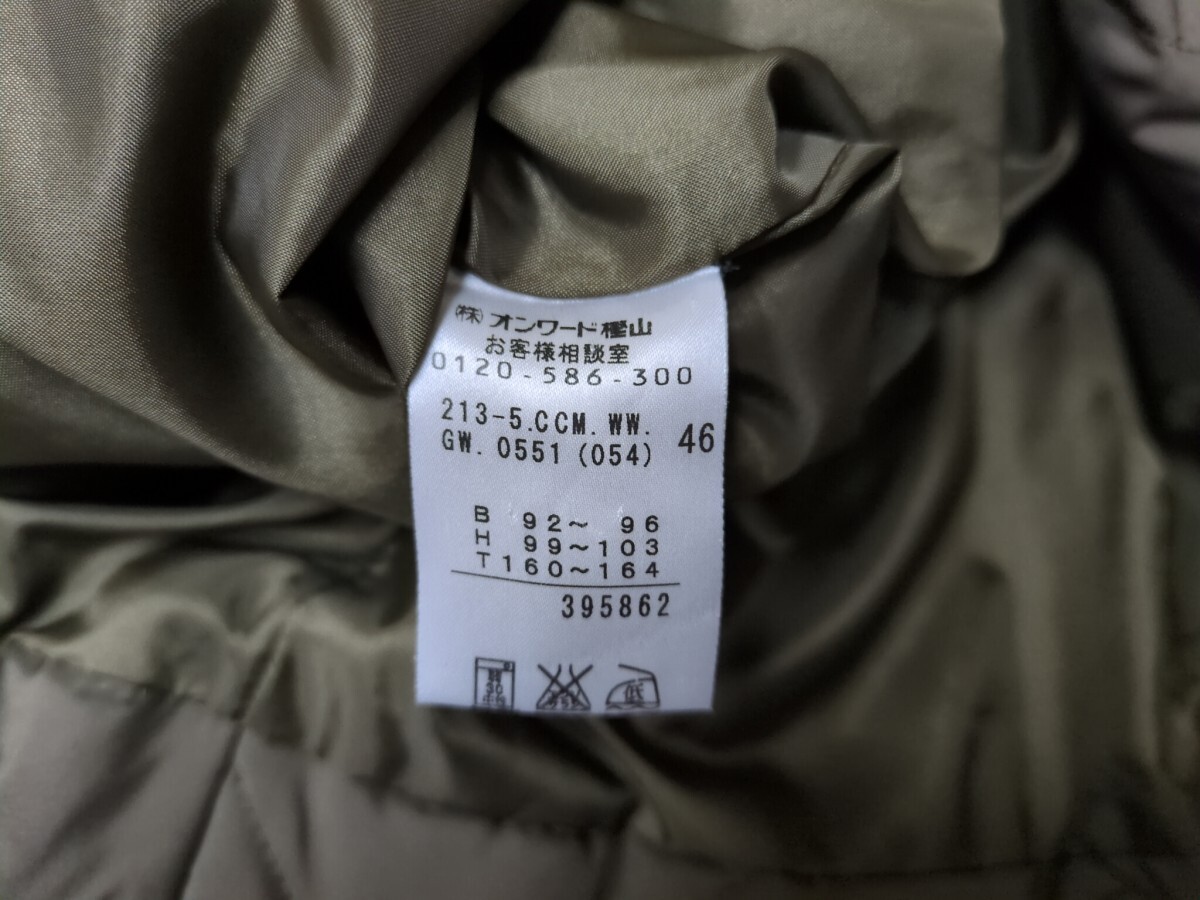 ㈱オンワード樫山
お客様相談室
0120-586-300
213-5.CCM.WW.
GW.0551(054) 46
B 92～ 96
H 99～103
T160～164
395862
低